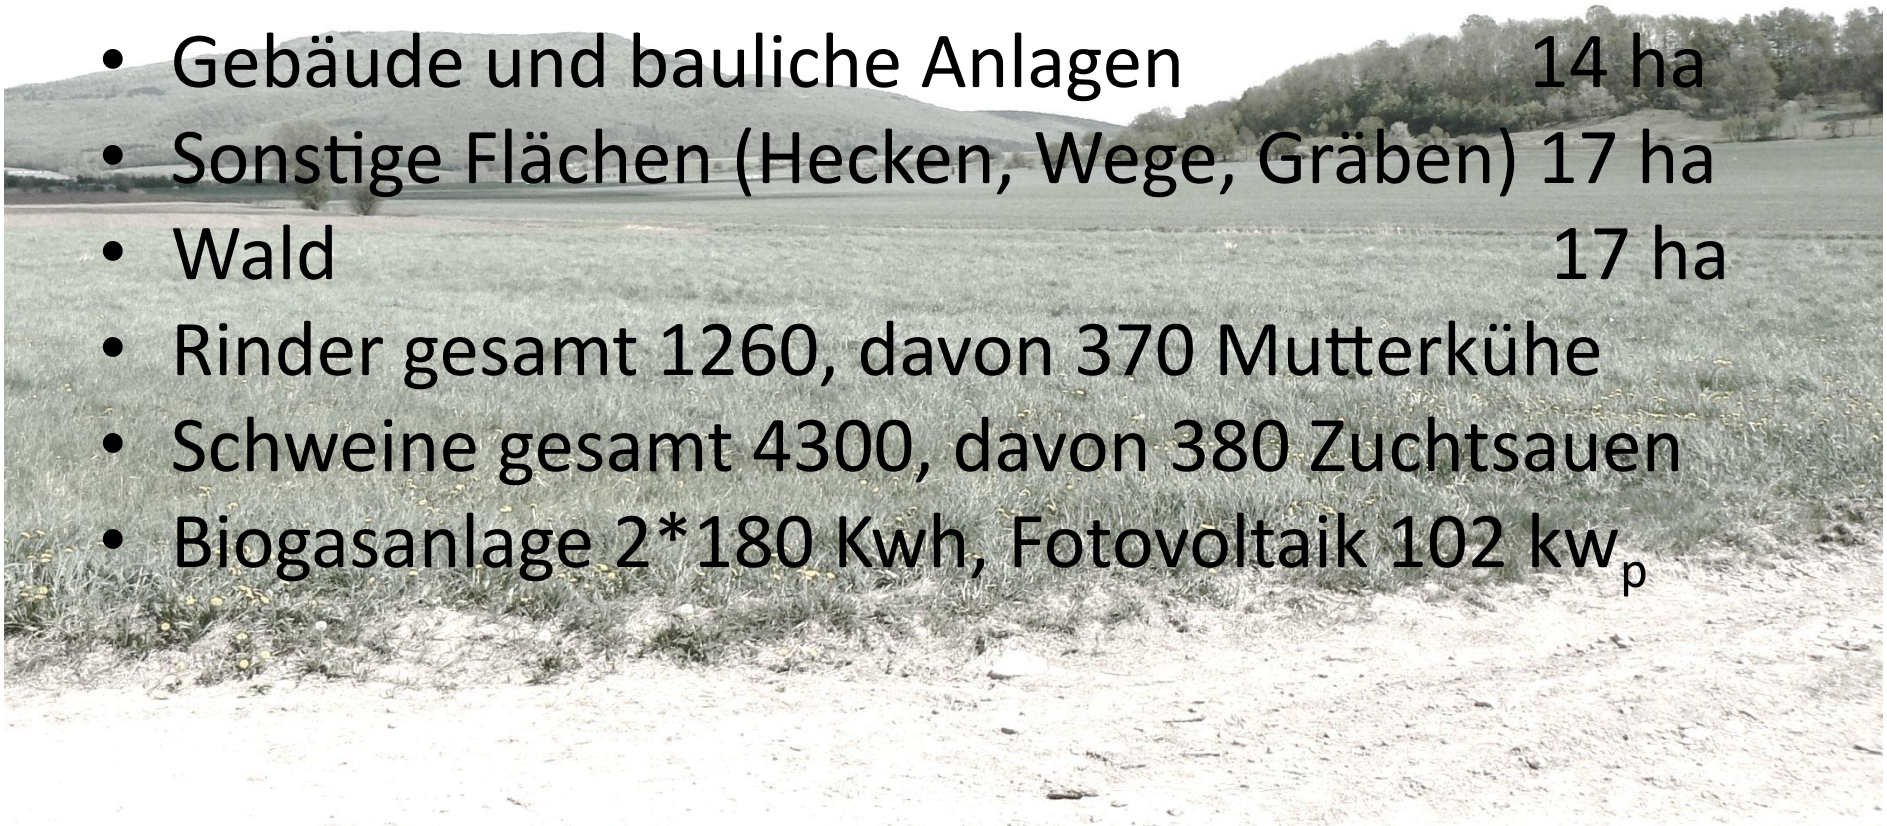 • Gebäude und bauliche Anlagen 14 ha
• Sonstige Flächen (Hecken, Wege, Gräben) 17 ha
• Wald 17 ha
• Rinder gesamt 1260, davon 370 Mutterkühe
• Schweine gesamt 4300, davon 380 Zuchtsauen
• Biogasanlage 2*180 Kwh, Fotovoltaik 102 kwp